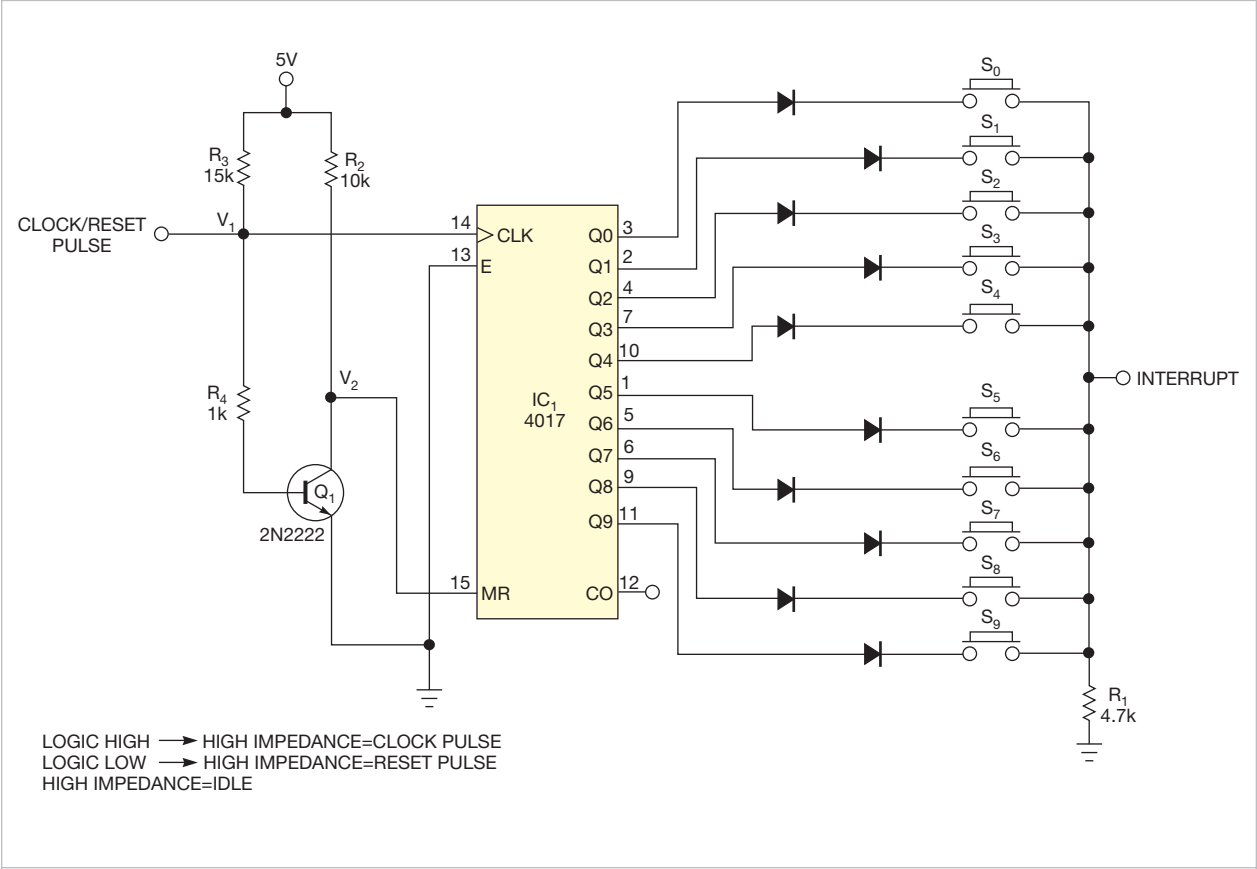 5V
R3
15k
R2
10k
CLOCK/RESET
PULSE
V1
R4
1k
V2
Q1
2N2222
14
CLK
13
E
15
MR
IC1
4017
Q0
3
Q1
2
Q2
4
Q3
7
Q4
10
Q5
1
Q6
5
Q7
6
Q8
9
Q9
11
CO
12
S0
S1
S2
S3
S4
S5
S6
S7
S8
S9
INTERRUPT
R1
4.7k
LOGIC HIGH → HIGH IMPEDANCE=CLOCK PULSE
LOGIC LOW → HIGH IMPEDANCE=RESET PULSE
HIGH IMPEDANCE=IDLE